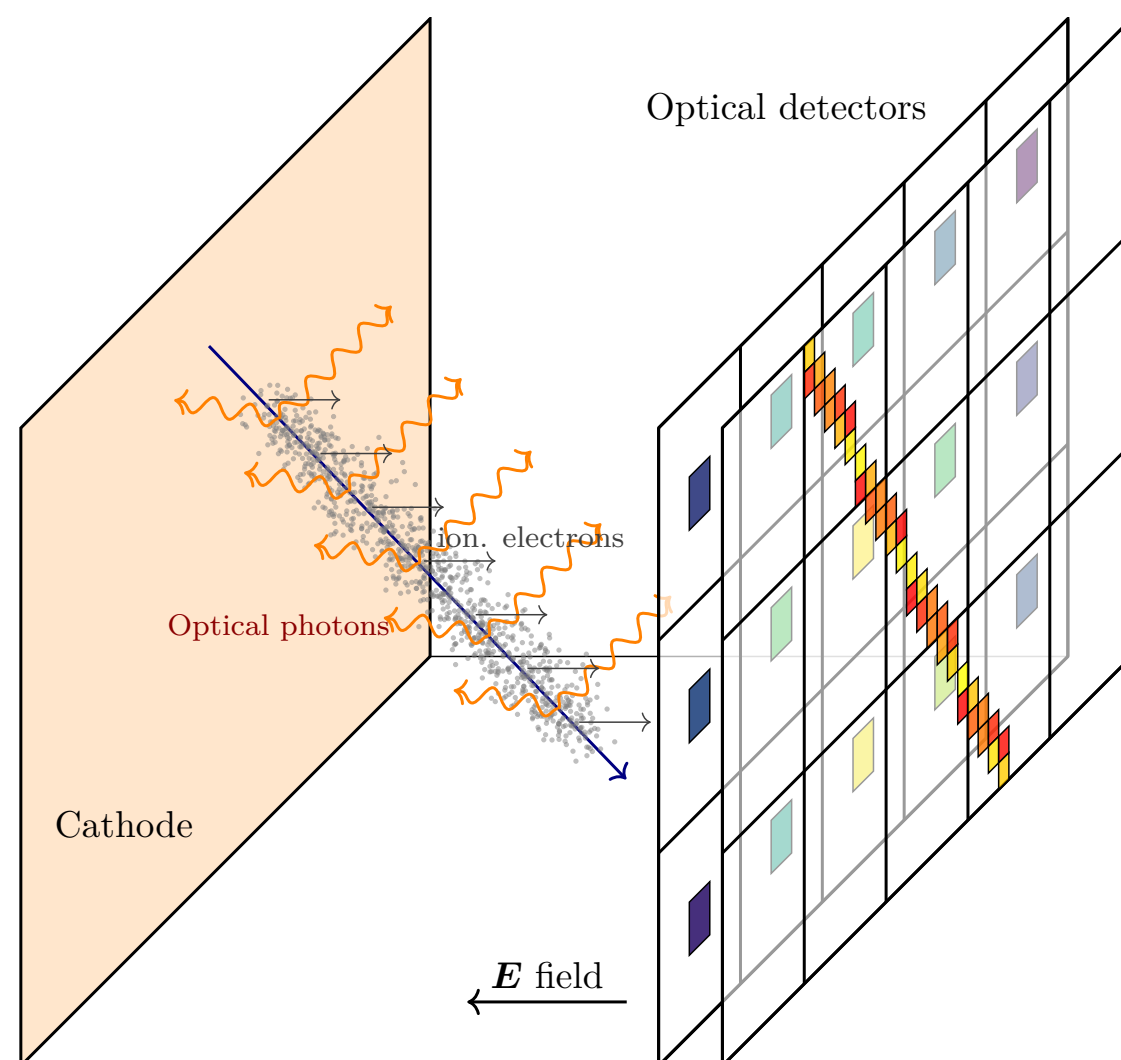 Optical detectors
ion. electrons
Optical photons
Cathode
E field